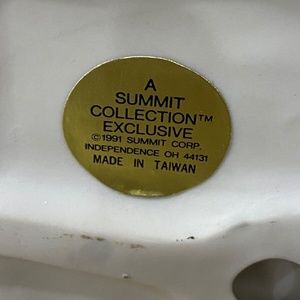 A
SUMMIT
COLLECTION™
EXCLUSIVE
©1991 SUMMIT CORP.
INDEPENDENCE OH 44131
MADE IN TAIWAN